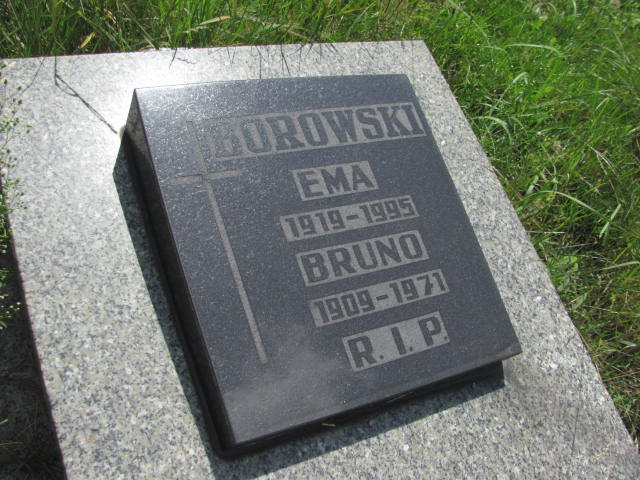 BOROWSKI
EMA
1919-1995
BRUNO
1909-1971
R.I.P.